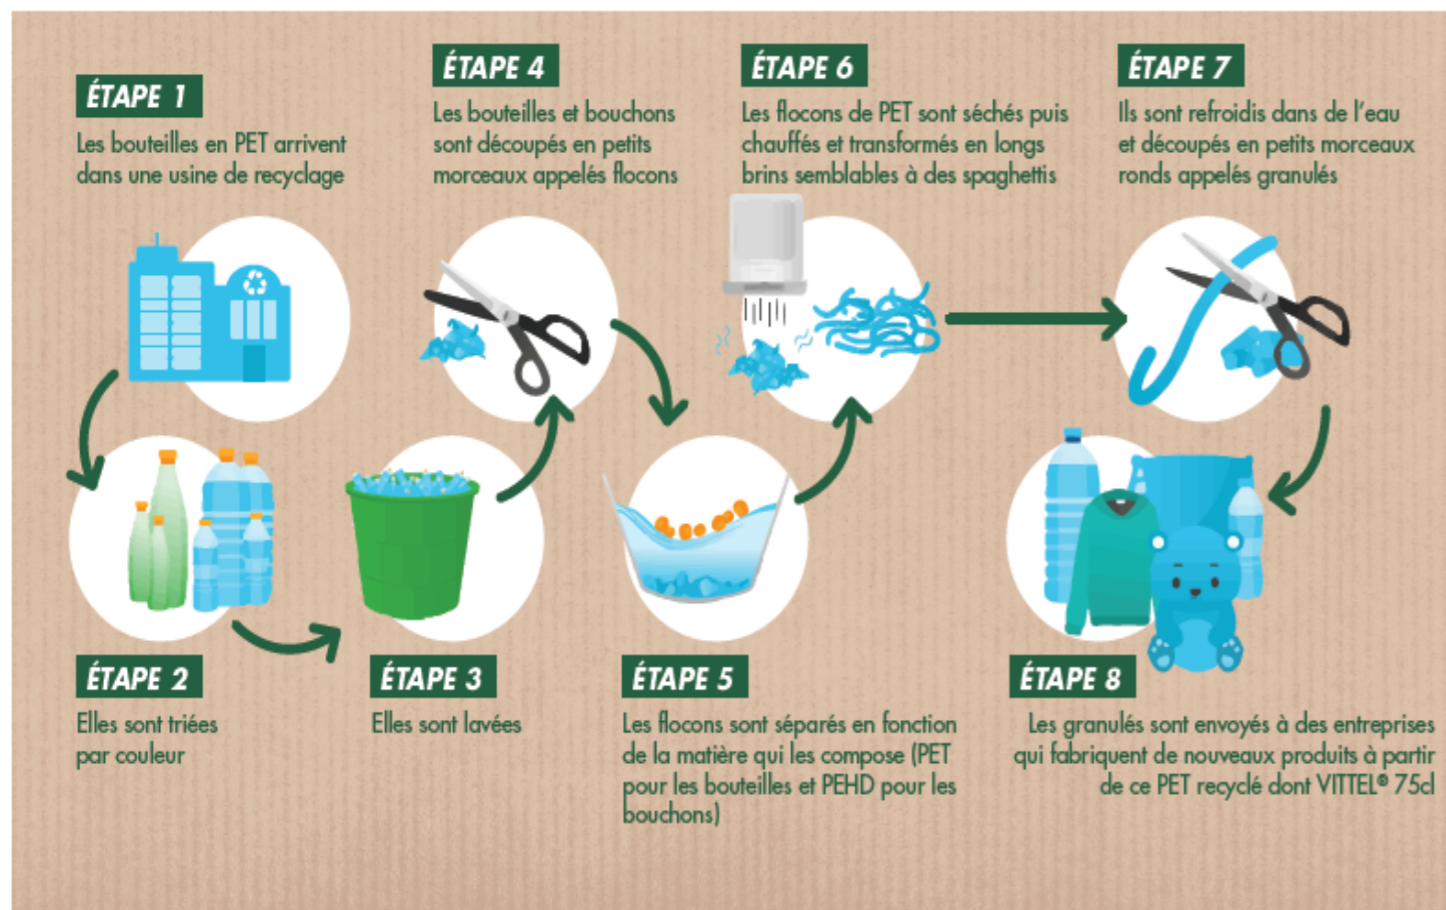 ÉTAPE 1
Les bouteilles en PET arrivent
dans une usine de recyclage
ÉTAPE 2
Elles sont triées
par couleur
ÉTAPE 3
Elles sont lavées
ÉTAPE 4
Les bouteilles et bouchons
sont découpés en petits
morceaux appelés flocons
ÉTAPE 5
Les flocons sont séparés en fonction
de la matière qui les compose (PET
pour les bouteilles et PEHD pour les
bouchons)
ÉTAPE 6
Les flocons de PET sont séchés puis
chauffés et transformés en longs
brins semblables à des spaghettis
ÉTAPE 7
Ils sont refroidis dans de l'eau
et découpés en petits morceaux
ronds appelés granulés
ÉTAPE 8
Les granulés sont envoyés à des entreprises
qui fabriquent de nouveaux produits à partir
de ce PET recyclé dont VITTEL® 75cl